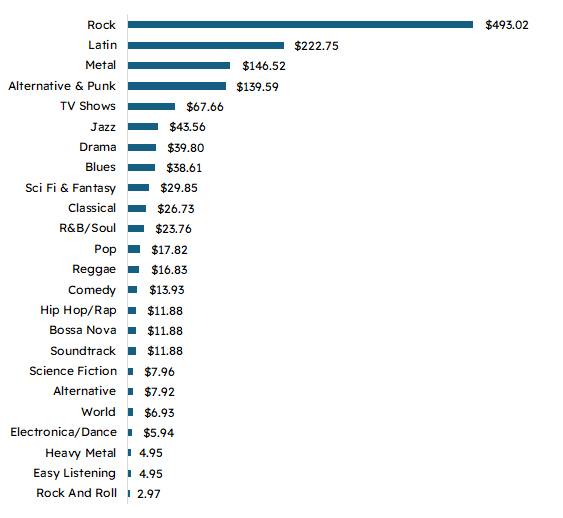 Rock $493.02
Latin $222.75
Metal $146.52
Alternative & Punk $139.59
TV Shows $67.66
Jazz $43.56
Drama $39.80
Blues $38.61
Sci Fi & Fantasy $29.85
Classical $26.73
R&B/Soul $23.76
Pop $17.82
Reggae $16.83
Comedy $13.93
Hip Hop/Rap $11.88
Bossa Nova $11.88
Soundtrack $11.88
Science Fiction $7.96
Alternative $7.92
World $6.93
Electronica/Dance $5.94
Heavy Metal 4.95
Easy Listening 4.95
Rock And Roll 2.97